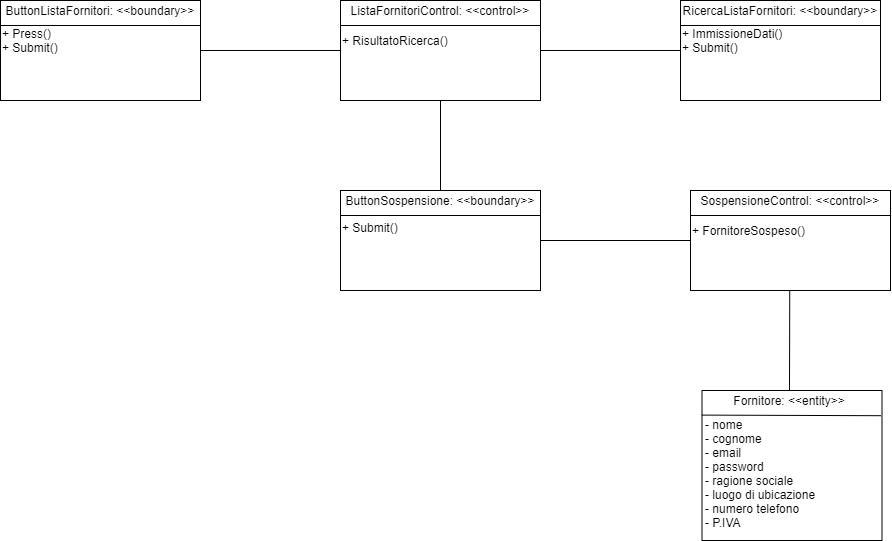 ButtonListaFornitori: <<boundary>>
+ Press()
+ Submit()
ListaFornitoriControl: <<control>>
+ RisultatoRicerca()
RicercaListaFornitori: <<boundary>>
+ ImmissioneDati()
+ Submit()
ButtonSospensione: <<boundary>>
+ Submit()
SospensioneControl: <<control>>
+ FornitoreSospeso()
Fornitore: <<entity>>
- nome
- cognome
- email
- password
- ragione sociale
- luogo di ubicazione
- numero telefono
- P.IVA